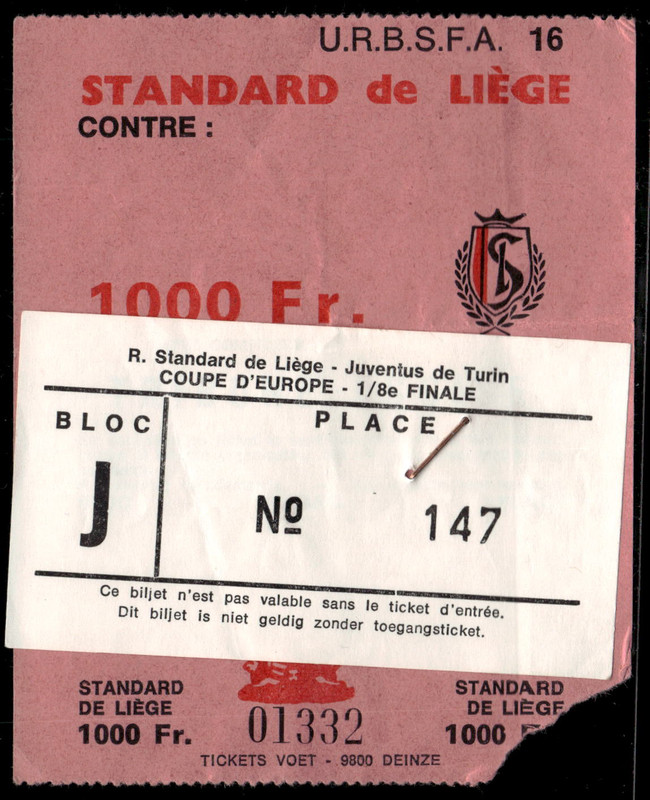 U.R.B.S.F.A. 16
STANDARD de LIÈGE
CONTRE :
1000 Fr.
R. Standard de Liège - Juventus de Turin
COUPE D'EUROPE - 1/8e FINALE
BLOC
PLACE
J
Nº
147
Ce biljet n'est pas valable sans le ticket d'entrée.
Dit biljet is niet geldig zonder toegangsticket.
STANDARD
DE LIÈGE
1000 Fr.
01332
STANDARD
DE LIÈGE
1000
TICKETS VOET - 9800 DEINZE